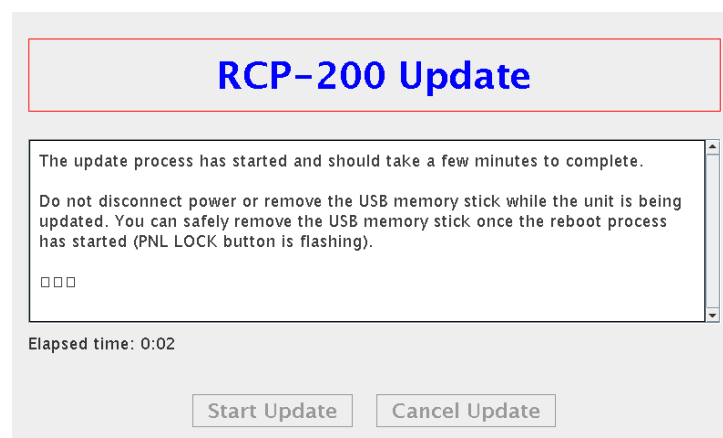 RCP-200 Update
The update process has started and should take a few minutes to complete.
Do not disconnect power or remove the USB memory stick while the unit is being
updated. You can safely remove the USB memory stick once the reboot process
has started (PNL LOCK button is flashing).
▯▯▯
Elapsed time: 0:02
Start Update
Cancel Update